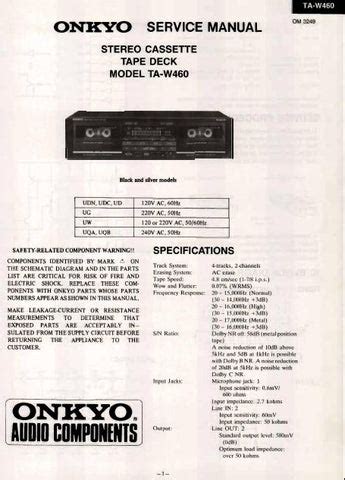 TA-W460
OM 3249
ONKYO SERVICE MANUAL
STEREO CASSETTE
TAPE DECK
MODEL TA-W460
Black and silver models
UDN, UDC, UD 120V AC, 60Hz
UG 220V AC, 50Hz
UW 120 or 220V AC, 50/60Hz
UQA, UQB 240V AC, 50Hz
SAFETY-RELATED COMPONENT WARNING!!
COMPONENTS IDENTIFIED BY MARK ⚠ ON
THE SCHEMATIC DIAGRAM AND IN THE PARTS
LIST ARE CRITICAL FOR RISK OF FIRE AND
ELECTRIC SHOCK. REPLACE THESE COM-
PONENTS WITH ONKYO PARTS WHOSE PARTS
NUMBERS APPEAR AS SHOWN IN THIS MANUAL.
MAKE LEAKAGE-CURRENT OR RESISTANCE
MEASUREMENTS TO DETERMINE THAT
EXPOSED PARTS ARE ACCEPTABLY IN-
SULATED FROM THE SUPPLY CIRCUIT BEFORE
RETURNING THE APPLIANCE TO THE
CUSTOMER.
ONKYO
AUDIO COMPONENTS
SPECIFICATIONS
Track System: 4-tracks, 2-channels
Erasing System: AC erase
Tape Speed: 4.8 cm/sec (1-7/8 i.p.s.)
Wow and Flutter: 0.07% (WRMS)
Frequency Response: 20 – 15,000Hz (Normal)
(30 – 14,000Hz ±3dB)
20 – 16,000Hz (High)
(30 – 15,000Hz ±3dB)
20 – 17,000Hz (Metal)
(30 – 16,000Hz ±3dB)
S/N Ratio: Dolby NR off: 58dB (metal position
tape)
A noise reduction of 10dB above
5kHz and 5dB at 1kHz is possible
with Dolby B NR. A noise reduction
of 20dB at 5kHz is possible with
Dolby C NR.
Input Jacks: Microphone jack: 1
Input sensitivity: 0.6mV/
600 ohms
Input impedance: 2.7 kohms
Line IN: 2
Input sensitivity: 60mV
Input impedance: 50 kohms
Output: Line OUT: 2
Standard output level: 580mV
(0dB)
Optimum load impedance:
over 50 kohms
– 1 –